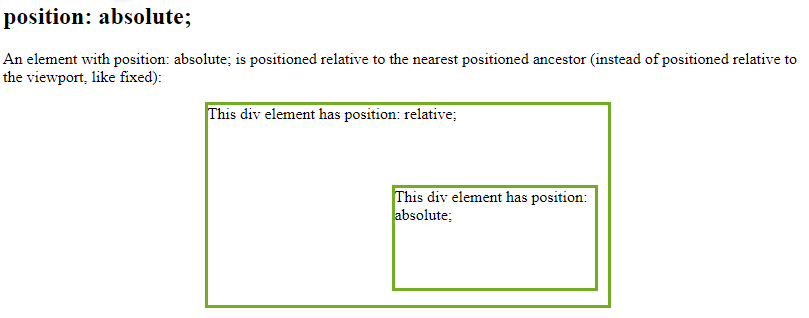 position: absolute;
An element with position: absolute; is positioned relative to the nearest positioned ancestor (instead of positioned relative to
the viewport, like fixed):
This div element has position: relative;
This div element has position:
absolute;